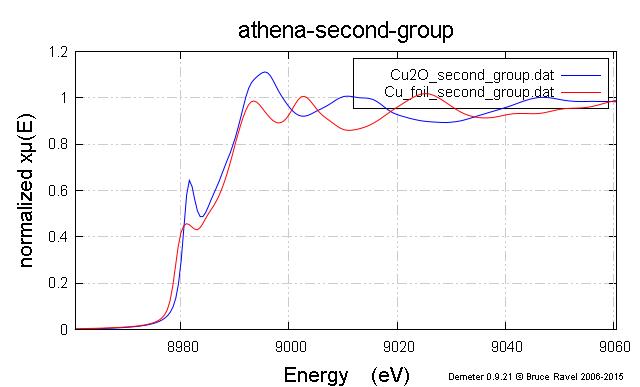 athena-second-group
1.2
1
0.8
0.6
0.4
0.2
0
normalized xμ(E)
Cu2O_second_group.dat
Cu_foil_second_group.dat
8980
9000
9020
9040
9060
Energy (eV)
Demeter 0.9.21 © Bruce Ravel 2006-2015